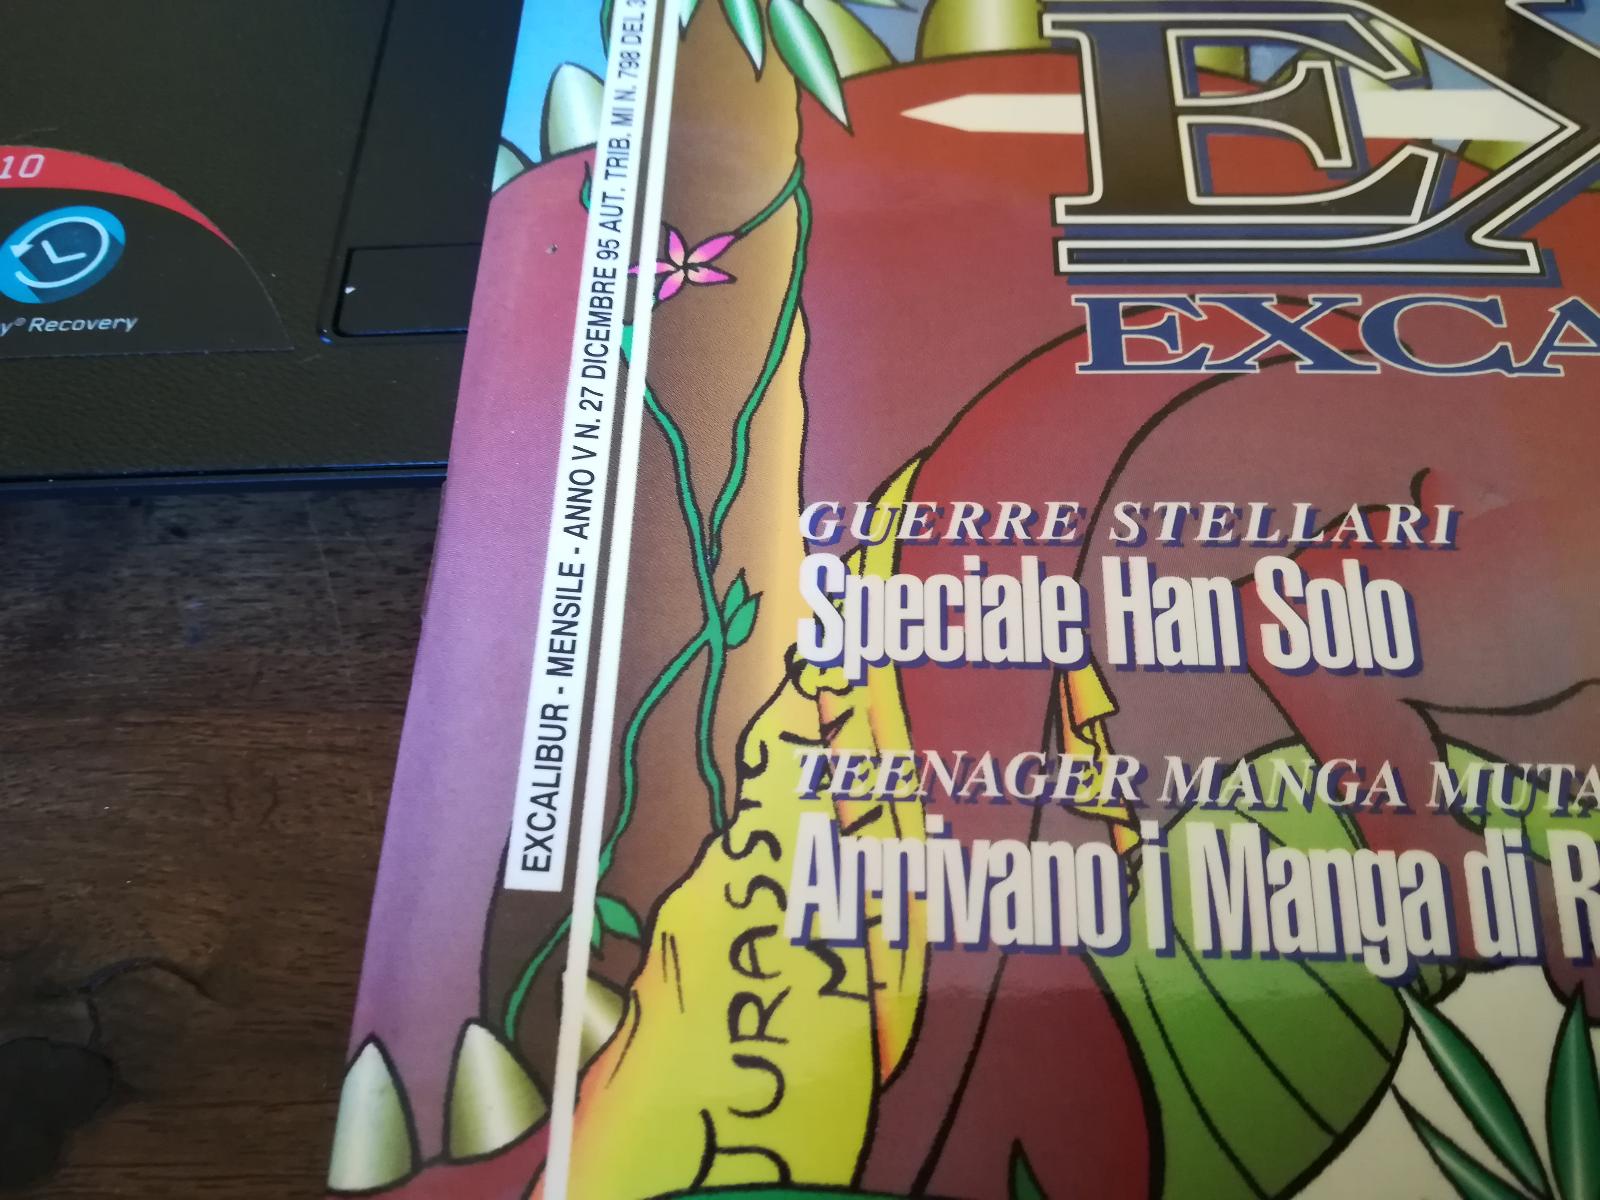 10
Recovery
EXCALIBUR - MENSILE - ANNO V N. 27 DICEMBRE 95 AUT. TRIB. MI N. 798 DEL
EX
EXCA
GUERRE STELLARI
Speciale Han Solo
TEENAGER MANGA MUTA
Arrivano i Manga di R
JURASSIC